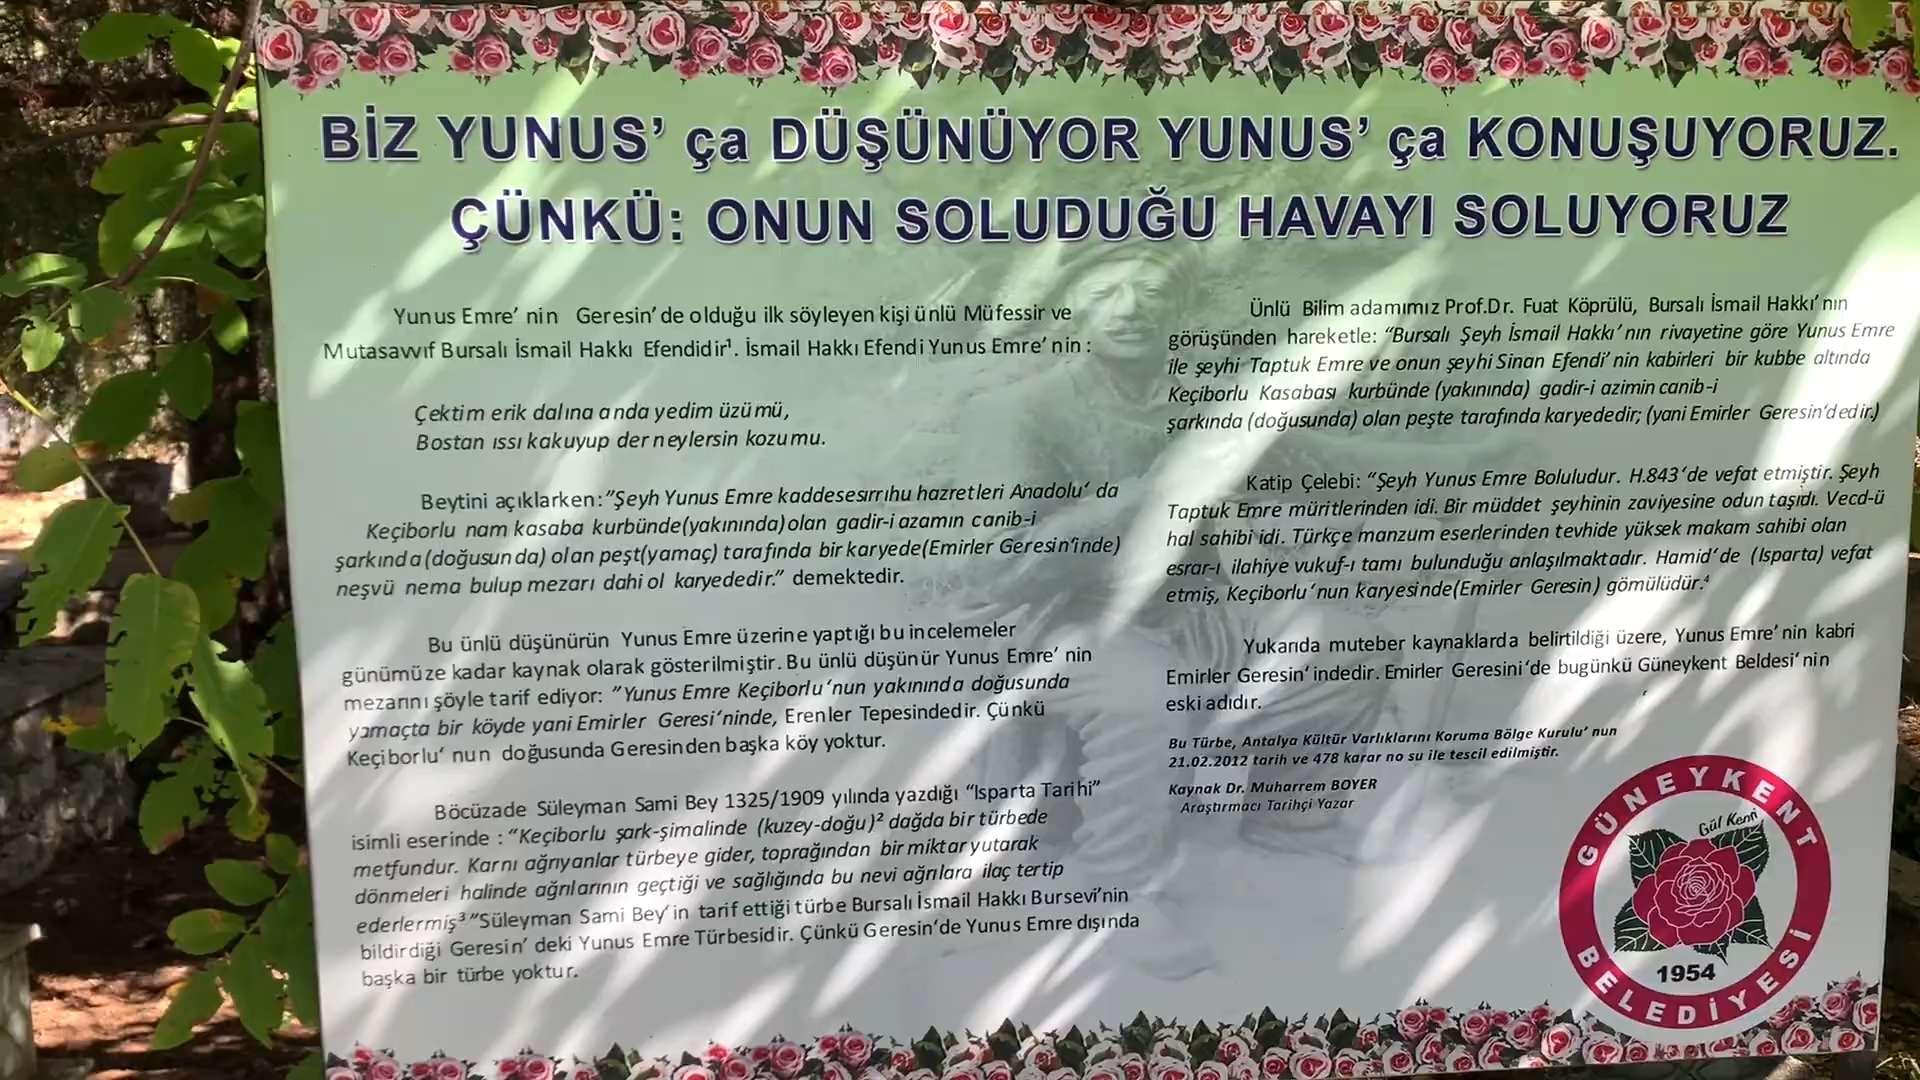 BİZ YUNUS’ ça DÜŞÜNÜYOR YUNUS’ ça KONUŞUYORUZ.
ÇÜNKÜ: ONUN SOLUDUĞU HAVAYI SOLUYORUZ
Yunus Emre’ nin Geresin’de olduğu ilk söyleyen kişi ünlü Müfessir ve
Mutasavvıf Bursalı İsmail Hakkı Efendidir¹. İsmail Hakkı Efendi Yunus Emre’ nin :
Çektim erik dalına anda yedim üzümü,
Bostan ıssı kakuyup der neylersin kozumu.
Beytini açıklarken:”Şeyh Yunus Emre kaddesesırrıhu hazretleri Anadolu‘ da
Keçiborlu nam kasaba kurbünde(yakınında)olan gadir-i azamın canib-i
şarkında(doğusunda) olan peşt(yamaç) tarafında bir karyede(Emirler Geresin‘inde)
neşvü nema bulup mezarı dahi ol karyededir.” demektedir.
Bu ünlü düşünürün Yunus Emre üzerine yaptığı bu incelemeler
günümüze kadar kaynak olarak gösterilmiştir. Bu ünlü düşünür Yunus Emre’ nin
mezarını şöyle tarif ediyor: ”Yunus Emre Keçiborlu‘nun yakınında doğusunda
yamaçta bir köyde yani Emirler Geresi‘ninde, Erenler Tepesindedir. Çünkü
Keçiborlu‘ nun doğusunda Geresinden başka köy yoktur.
Böcüzade Süleyman Sami Bey 1325/1909 yılında yazdığı “Isparta Tarihi”
isimli eserinde : “Keçiborlu şark-şimalinde (kuzey-doğu)² dağda bir türbede
metfundur. Karnı ağrıyanlar türbeye gider, toprağından bir miktar yutarak
dönmeleri halinde ağrılarının geçtiği ve sağlığında bu nevi ağrılara ilaç tertip
ederlermiş³”Süleyman Sami Bey‘in tarif ettiği türbe Bursalı İsmail Hakkı Bursevi’nin
bildirdiği Geresin’ deki Yunus Emre Türbesidir. Çünkü Geresin‘de Yunus Emre dışında
başka bir türbe yoktur.
Ünlü Bilim adamımız Prof.Dr. Fuat Köprülü, Bursalı İsmail Hakkı’nın
görüşünden hareketle: “Bursalı Şeyh İsmail Hakkı’nın rivayetine göre Yunus Emre
ile şeyhi Taptuk Emre ve onun şeyhi Sinan Efendi’nin kabirleri bir kubbe altında
Keçiborlu Kasabası kurbünde (yakınında) gadir-i azimin canib-i
şarkında (doğusunda) olan peşte tarafında karyededir; (yani Emirler Geresin‘dedir.)
Katip Çelebi: “Şeyh Yunus Emre Boluludur. H.843‘de vefat etmiştir. Şeyh
Taptuk Emre müritlerinden idi. Bir müddet şeyhinin zaviyesine odun taşıdı. Vecd-ü
hal sahibi idi. Türkçe manzum eserlerinden tevhide yüksek makam sahibi olan
esrar-ı ilahiye vukuf-ı tamı bulunduğu anlaşılmaktadır. Hamid‘de (Isparta) vefat
etmiş, Keçiborlu‘nun karyesinde(Emirler Geresin) gömülüdür.⁴
Yukarıda muteber kaynaklarda belirtildiği üzere, Yunus Emre’nin kabri
Emirler Geresin‘indedir. Emirler Geresini‘de bugünkü Güneykent Beldesi‘nin
eski adıdır.
Bu Türbe, Antalya Kültür Varlıklarını Koruma Bölge Kurulu’ nun
21.02.2012 tarih ve 478 karar no su ile tescil edilmiştir.
Kaynak Dr. Muharrem BOYER
Araştırmacı Tarihçi Yazar
GÜNEYKENT
Gül Kenti
1954
BELEDİYESİ